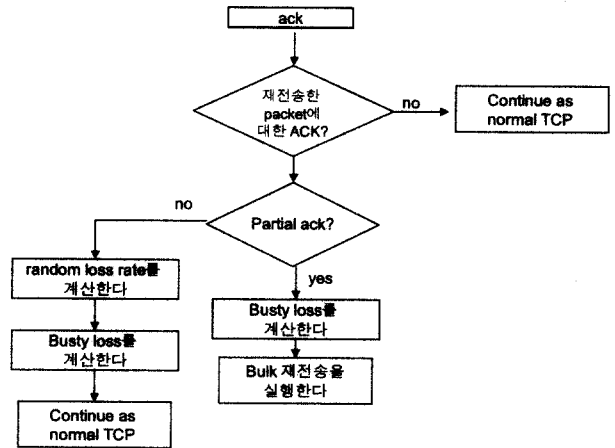 ack
재전송한
packet에
대한 ACK?
no
Continue as
normal TCP
Partial ack?
no
yes
random loss rate를
계산한다
Busty loss를
계산한다
Continue as
normal TCP
Busty loss를
계산한다
Bulk 재전송을
실행한다